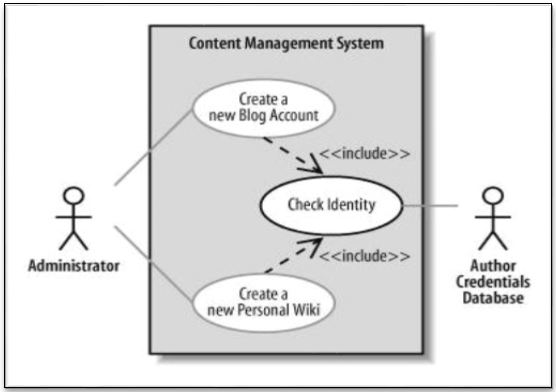 Content Management System
Create a
new Blog Account
<<include>>
Check Identity
Administrator
<<include>>
Author
Credentials
Database
Create a
new Personal Wiki